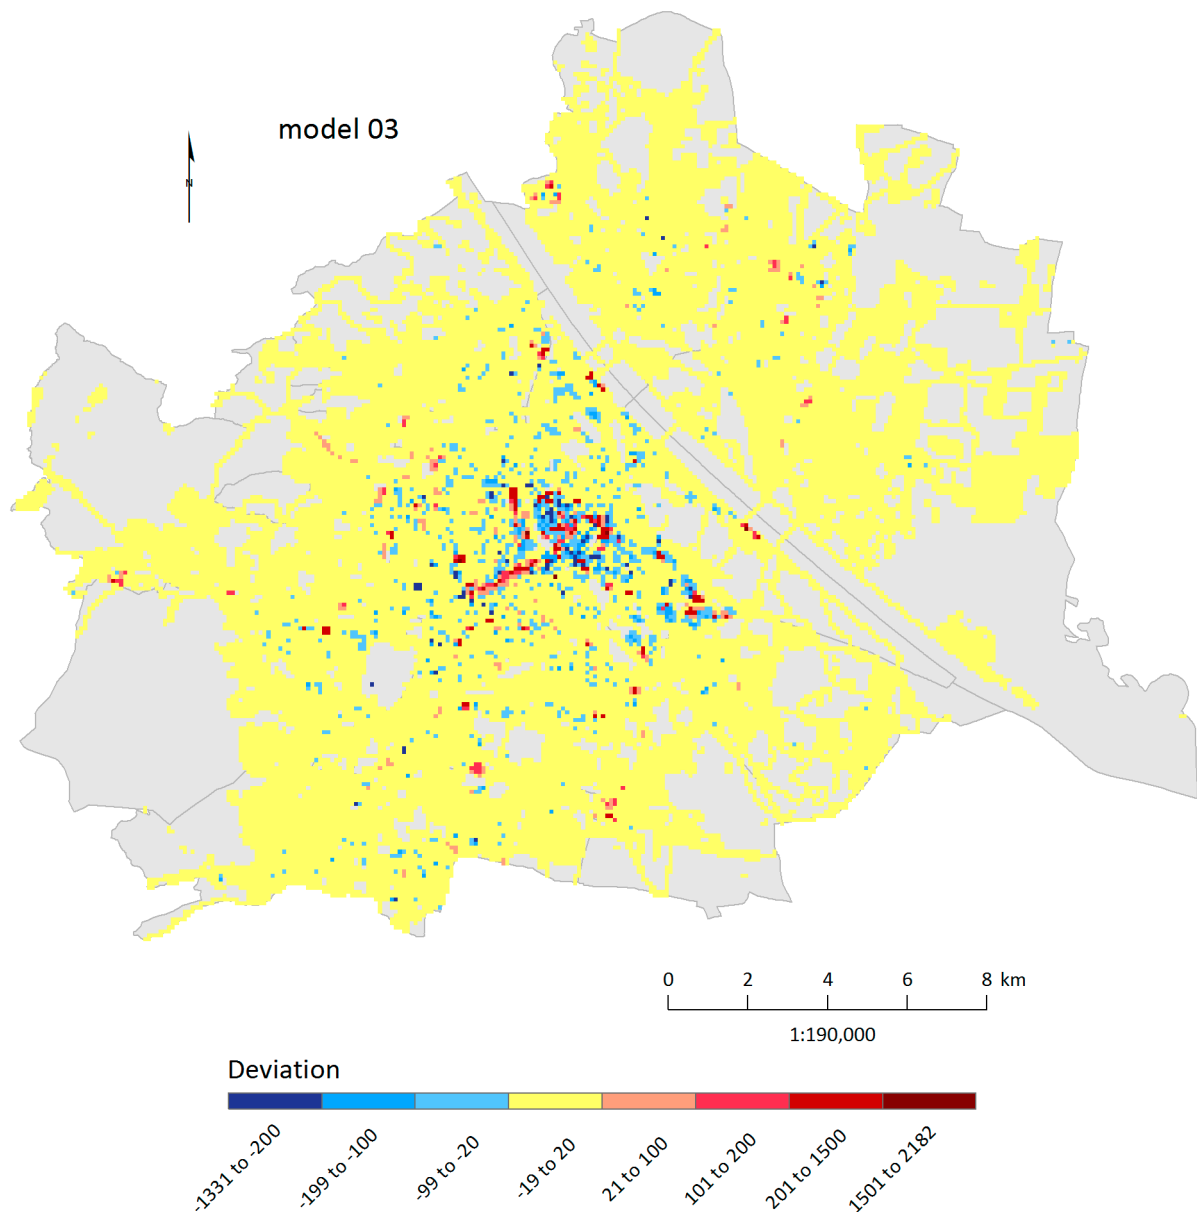 model 03
N
0 2 4 6 8 km
1:190,000
Deviation
-1331 to -200
-199 to -100
-99 to -20
-19 to 20
21 to 100
101 to 200
201 to 1500
1501 to 2182